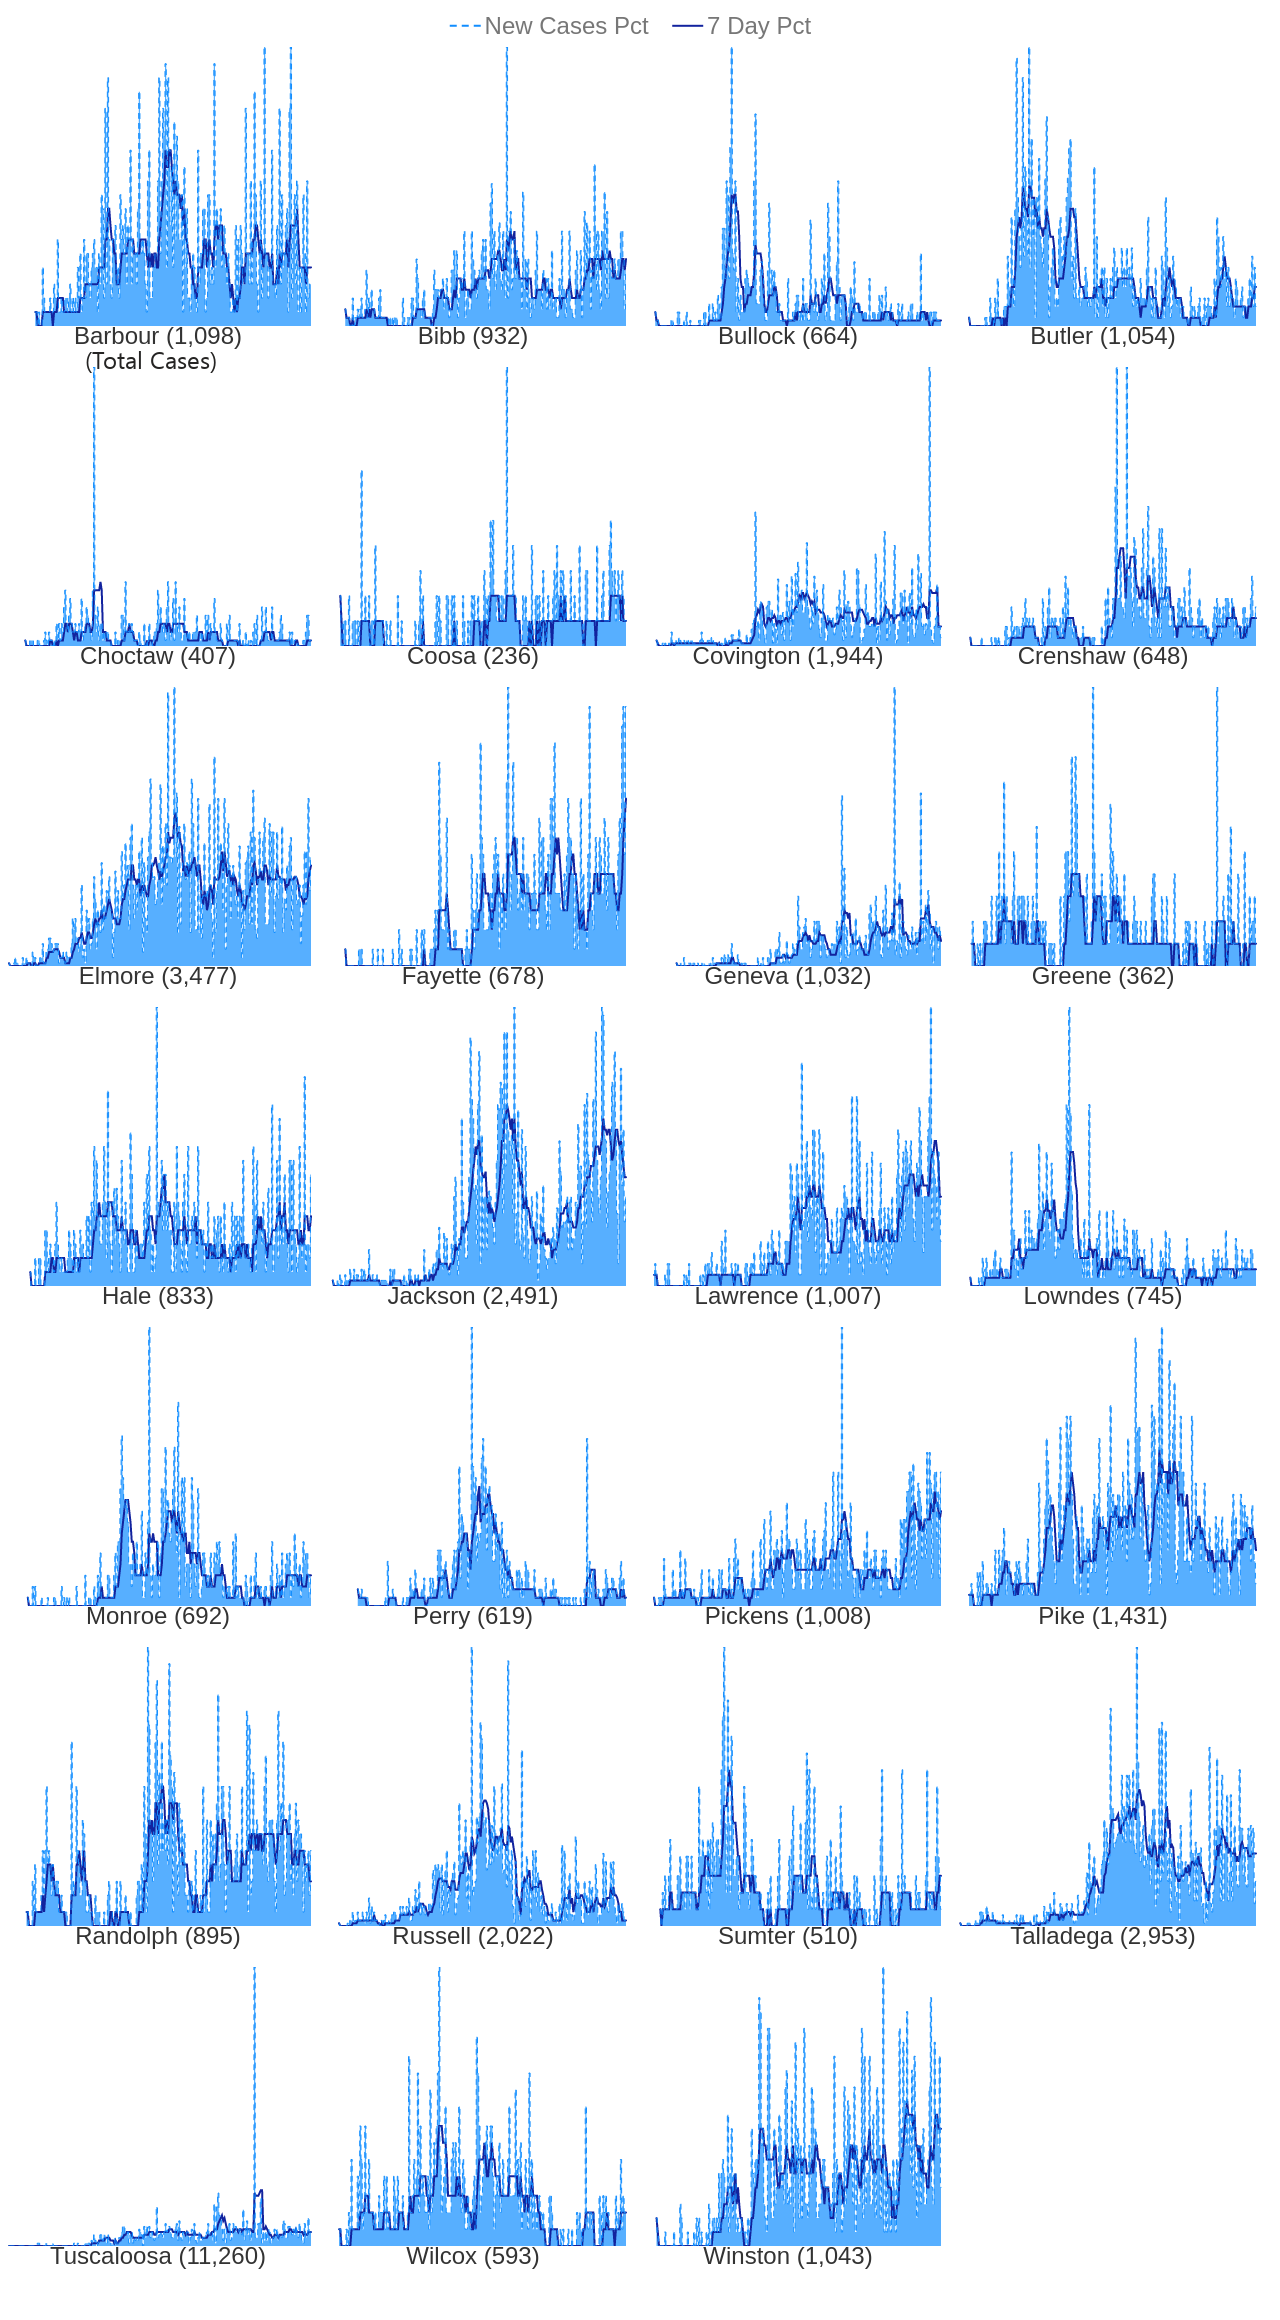 New Cases Pct 7 Day Pct
Barbour (1,098) Bibb (932) Bullock (664) Butler (1,054)
(Total Cases)
Choctaw (407) Coosa (236) Covington (1,944) Crenshaw (648)
Elmore (3,477) Fayette (678) Geneva (1,032) Greene (362)
Hale (833) Jackson (2,491) Lawrence (1,007) Lowndes (745)
Monroe (692) Perry (619) Pickens (1,008) Pike (1,431)
Randolph (895) Russell (2,022) Sumter (510) Talladega (2,953)
Tuscaloosa (11,260) Wilcox (593) Winston (1,043)